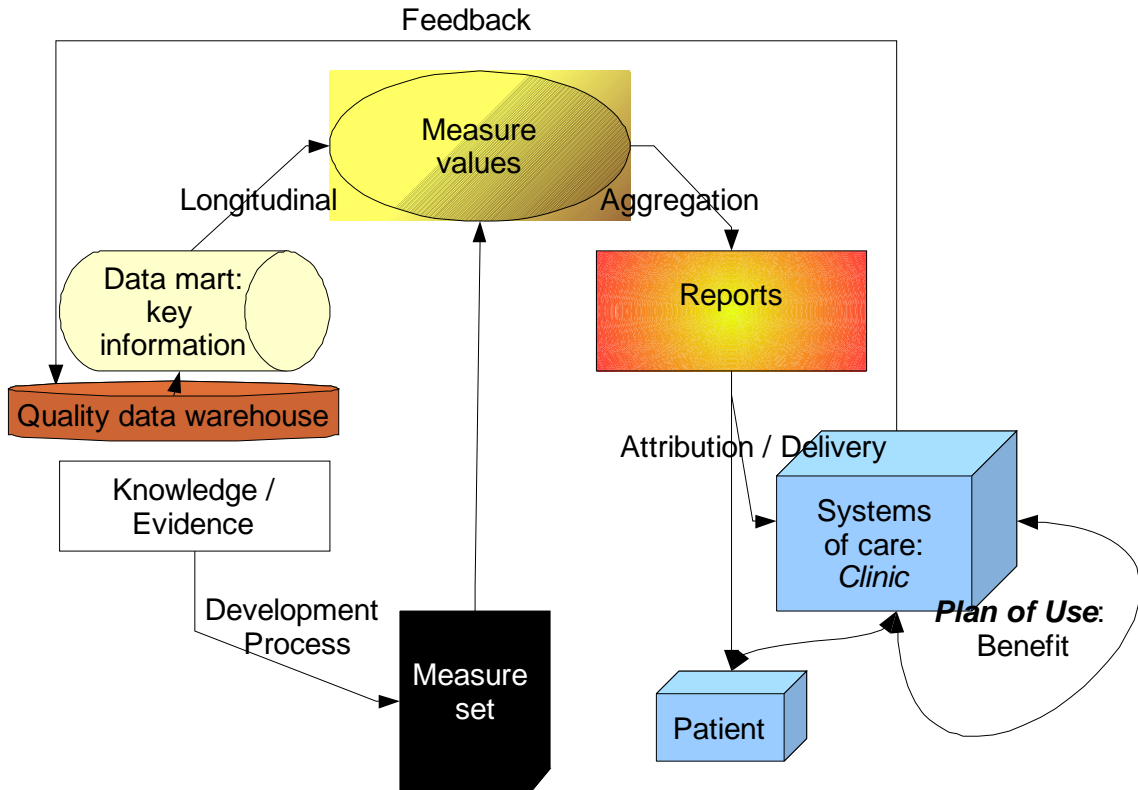 Feedback
Measure
values
Longitudinal
Aggregation
Data mart:
key
information
Reports
Quality data warehouse
Attribution / Delivery
Knowledge /
Evidence
Systems
of care:
Clinic
Development
Process
Plan of Use:
Benefit
Measure
set
Patient